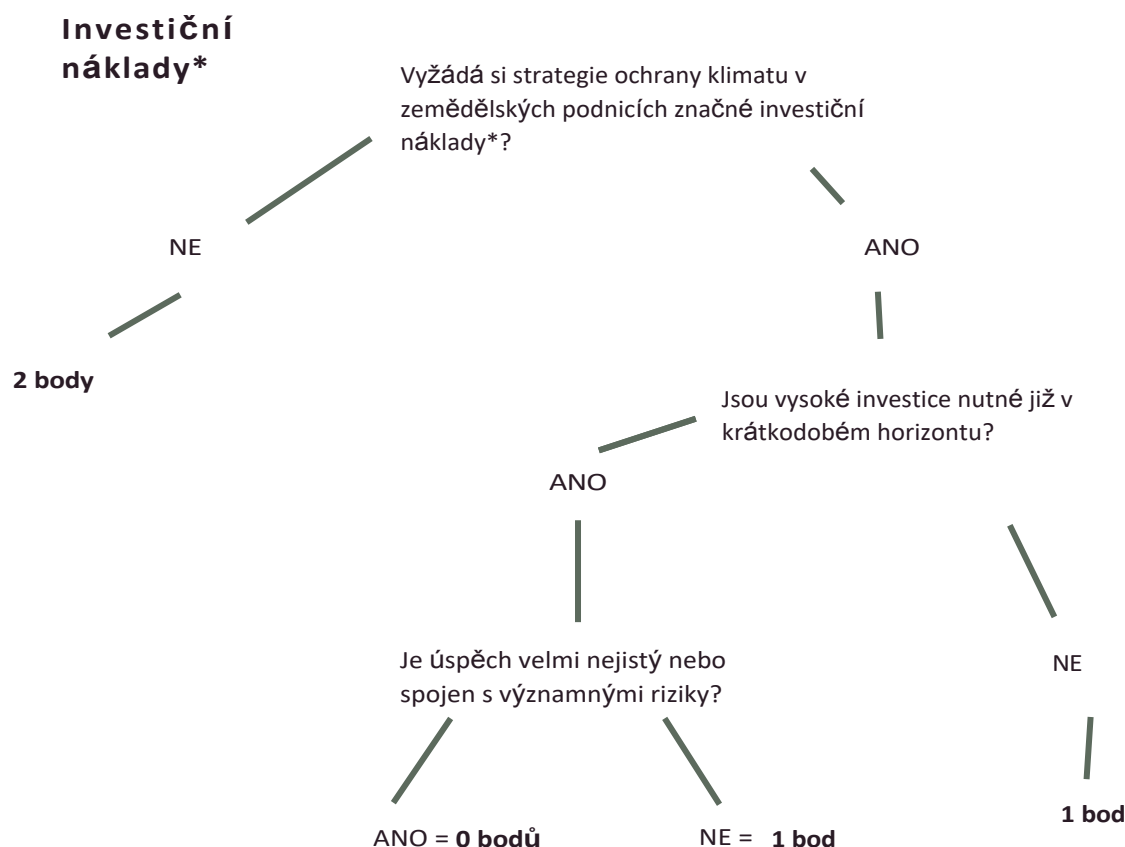 Investiční
náklady*
Vyžádá si strategie ochrany klimatu v
zemědělských podnicích značné investiční
náklady*?
NE
ANO
2 body
Jsou vysoké investice nutné již v
krátkodobém horizontu?
ANO
Je úspěch velmi nejistý nebo
spojen s významnými riziky?
NE
ANO = 0 bodů
NE = 1 bod
1 bod